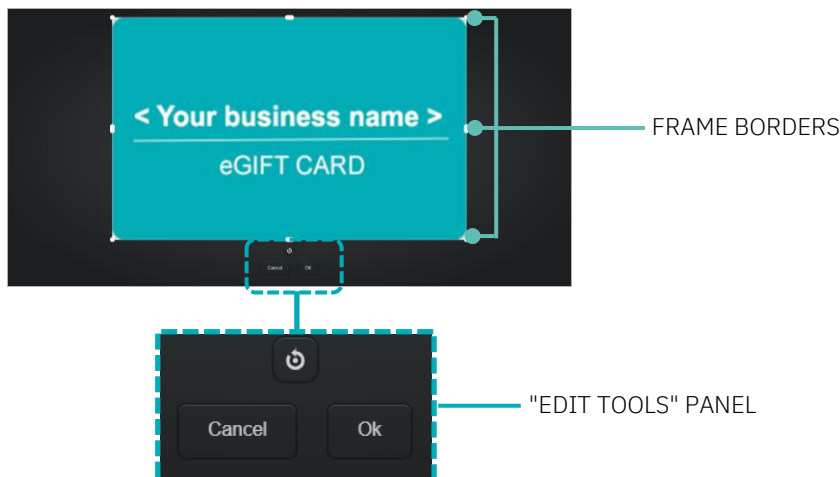 < Your business name >
eGIFT CARD
FRAME BORDERS
Cancel Ok
Cancel Ok
"EDIT TOOLS" PANEL